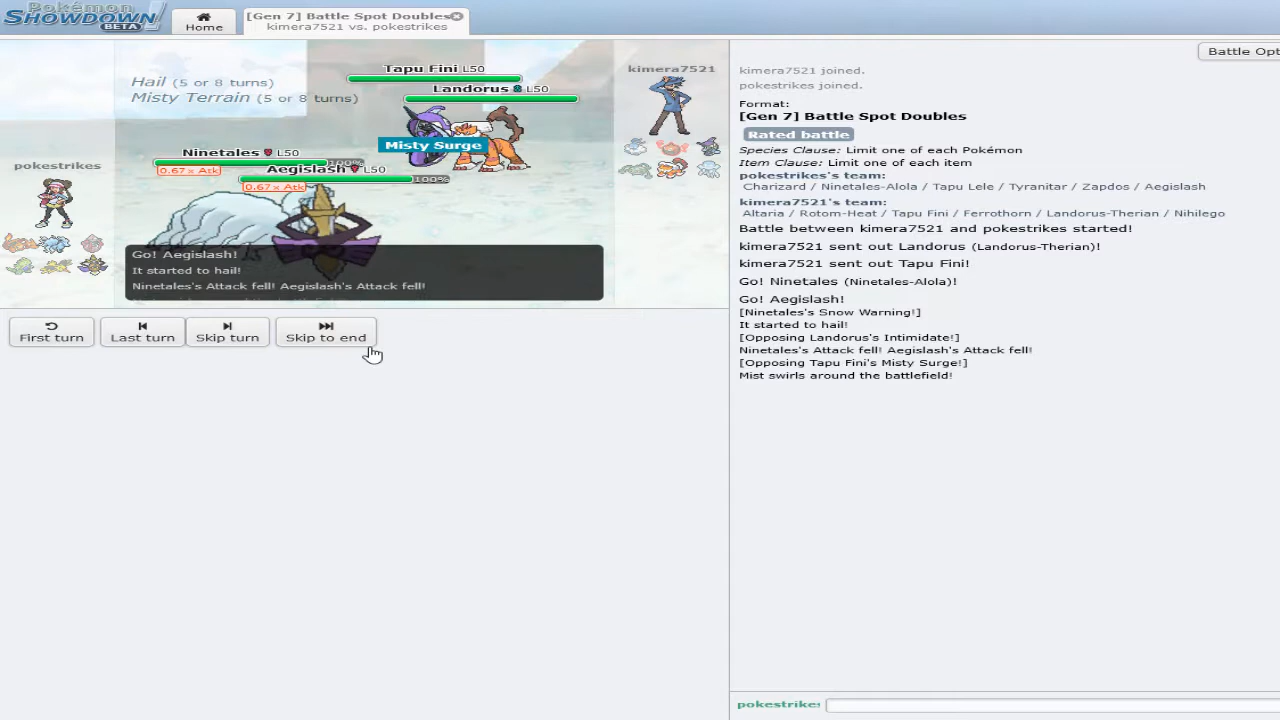 Pokémon
Showdown
BETA
Home
[Gen 7] Battle Spot Doubles
kimera7521 vs. pokestrikes
Battle Opt
Hail (5 or 8 turns)
Misty Terrain (5 or 8 turns)
Tapu Fini L50
Landorus L50
Misty Surge
kimera7521
pokestrikes
Ninetales L50
100%
0.67x Atk
Aegislash L50
100%
0.67x Atk
Go! Aegislash!
It started to hail!
Ninetales's Attack fell! Aegislash's Attack fell!
First turn
Last turn
Skip turn
Skip to end
kimera7521 joined.
pokestrikes joined.
Format:
[Gen 7] Battle Spot Doubles
Rated battle
Species Clause: Limit one of each Pokémon
Item Clause: Limit one of each item
pokestrikes's team:
Charizard / Ninetales-Alola / Tapu Lele / Tyranitar / Zapdos / Aegislash
kimera7521's team:
Altaria / Rotom-Heat / Tapu Fini / Ferrothorn / Landorus-Therian / Nihilego
Battle between kimera7521 and pokestrikes started!
kimera7521 sent out Landorus (Landorus-Therian)!
kimera7521 sent out Tapu Fini!
Go! Ninetales (Ninetales-Alola)!
Go! Aegislash!
[Ninetales's Snow Warning!]
It started to hail!
[Opposing Landorus's Intimidate!]
Ninetales's Attack fell! Aegislash's Attack fell!
[Opposing Tapu Fini's Misty Surge!]
Mist swirls around the battlefield!
pokestrikes: